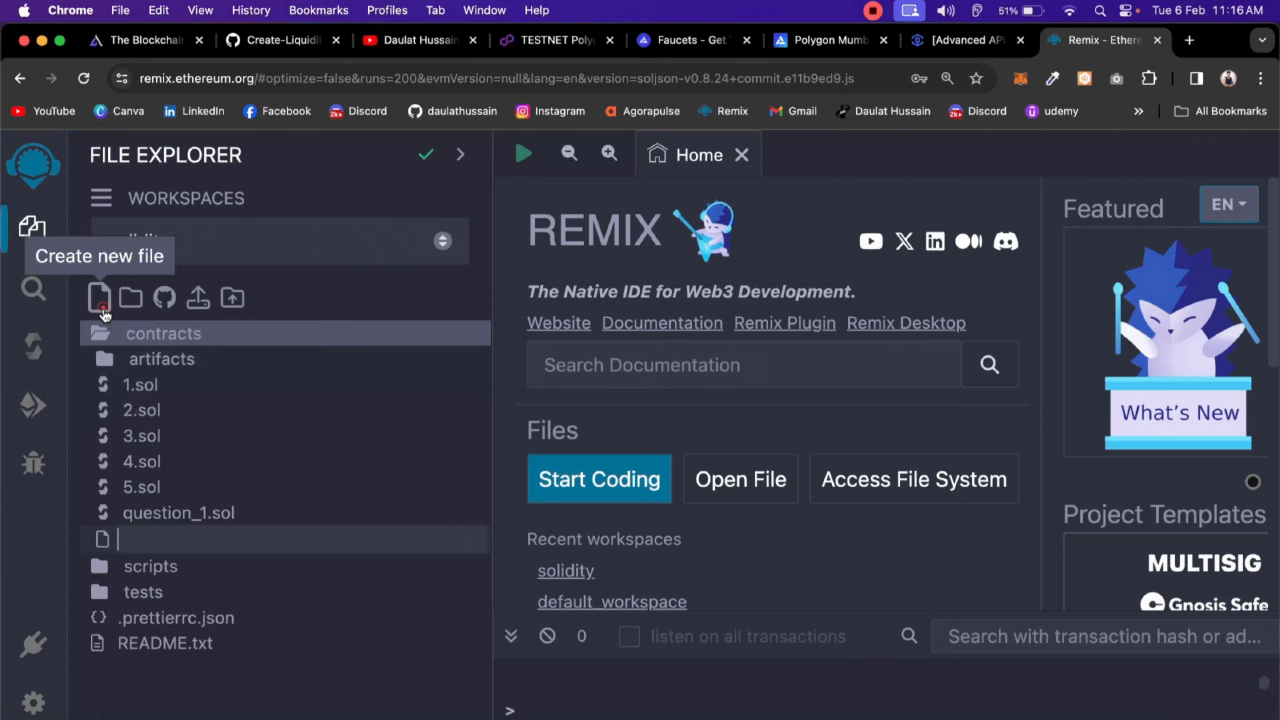 Chrome File Edit View History Bookmarks Profiles Tab Window Help 51% Tue 6 Feb 11:16 AM
The Blockchain Create-Liquidit Daulat Hussain TESTNET Poly Faucets - Get Polygon Mumb [Advanced API Remix - Ethere
remix.ethereum.org/#optimize=false&runs=200&evmVersion=null&lang=en&version=soljson-v0.8.24+commit.e11b9ed9.js
YouTube Canva LinkedIn Facebook Discord daulathussain Instagram Agorapulse Remix Gmail Daulat Hussain Discord udemy » All Bookmarks
FILE EXPLORER
WORKSPACES
Create new file
contracts
artifacts
1.sol
2.sol
3.sol
4.sol
5.sol
question_1.sol
scripts
tests
.prettierrc.json
README.txt
Home
REMIX
The Native IDE for Web3 Development.
Website Documentation Remix Plugin Remix Desktop
Search Documentation
Files
Start Coding Open File Access File System
Recent workspaces
solidity
default_workspace
Featured
EN
What's New
Project Templates
MULTISIG
Gnosis Safe
0 listen on all transactions Search with transaction hash or ad...
>